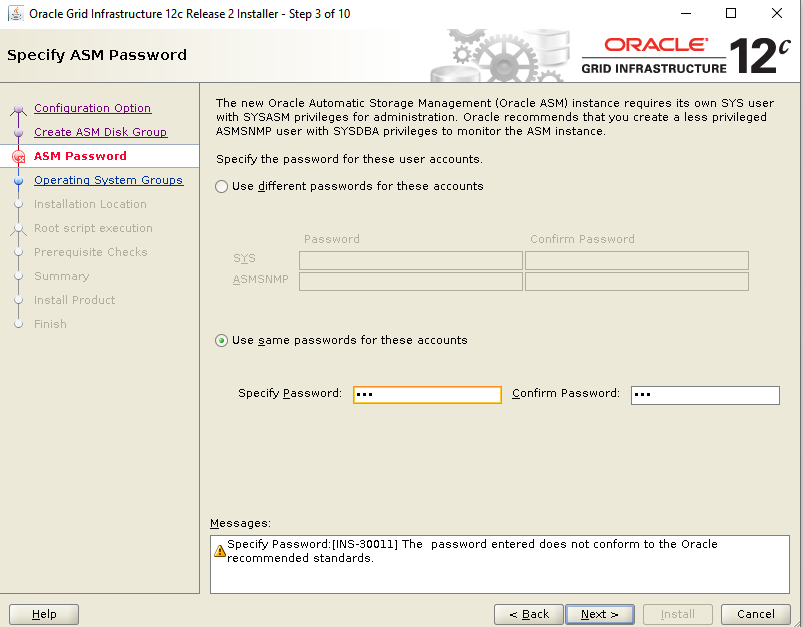 Oracle Grid Infrastructure 12c Release 2 Installer - Step 3 of 10
Specify ASM Password
ORACLE®
GRID INFRASTRUCTURE
12c
Configuration Option
Create ASM Disk Group
ASM Password
Operating System Groups
Installation Location
Root script execution
Prerequisite Checks
Summary
Install Product
Finish
The new Oracle Automatic Storage Management (Oracle ASM) instance requires its own SYS user
with SYSASM privileges for administration. Oracle recommends that you create a less privileged
ASMSNMP user with SYSDBA privileges to monitor the ASM instance.
Specify the password for these user accounts.
Use different passwords for these accounts
Password Confirm Password
SYS
ASMSNMP
Use same passwords for these accounts
Specify Password: ••• Confirm Password: •••
Messages:
Specify Password:[INS-30011] The  password entered does not conform to the Oracle
recommended standards.
Help < Back Next > Install Cancel